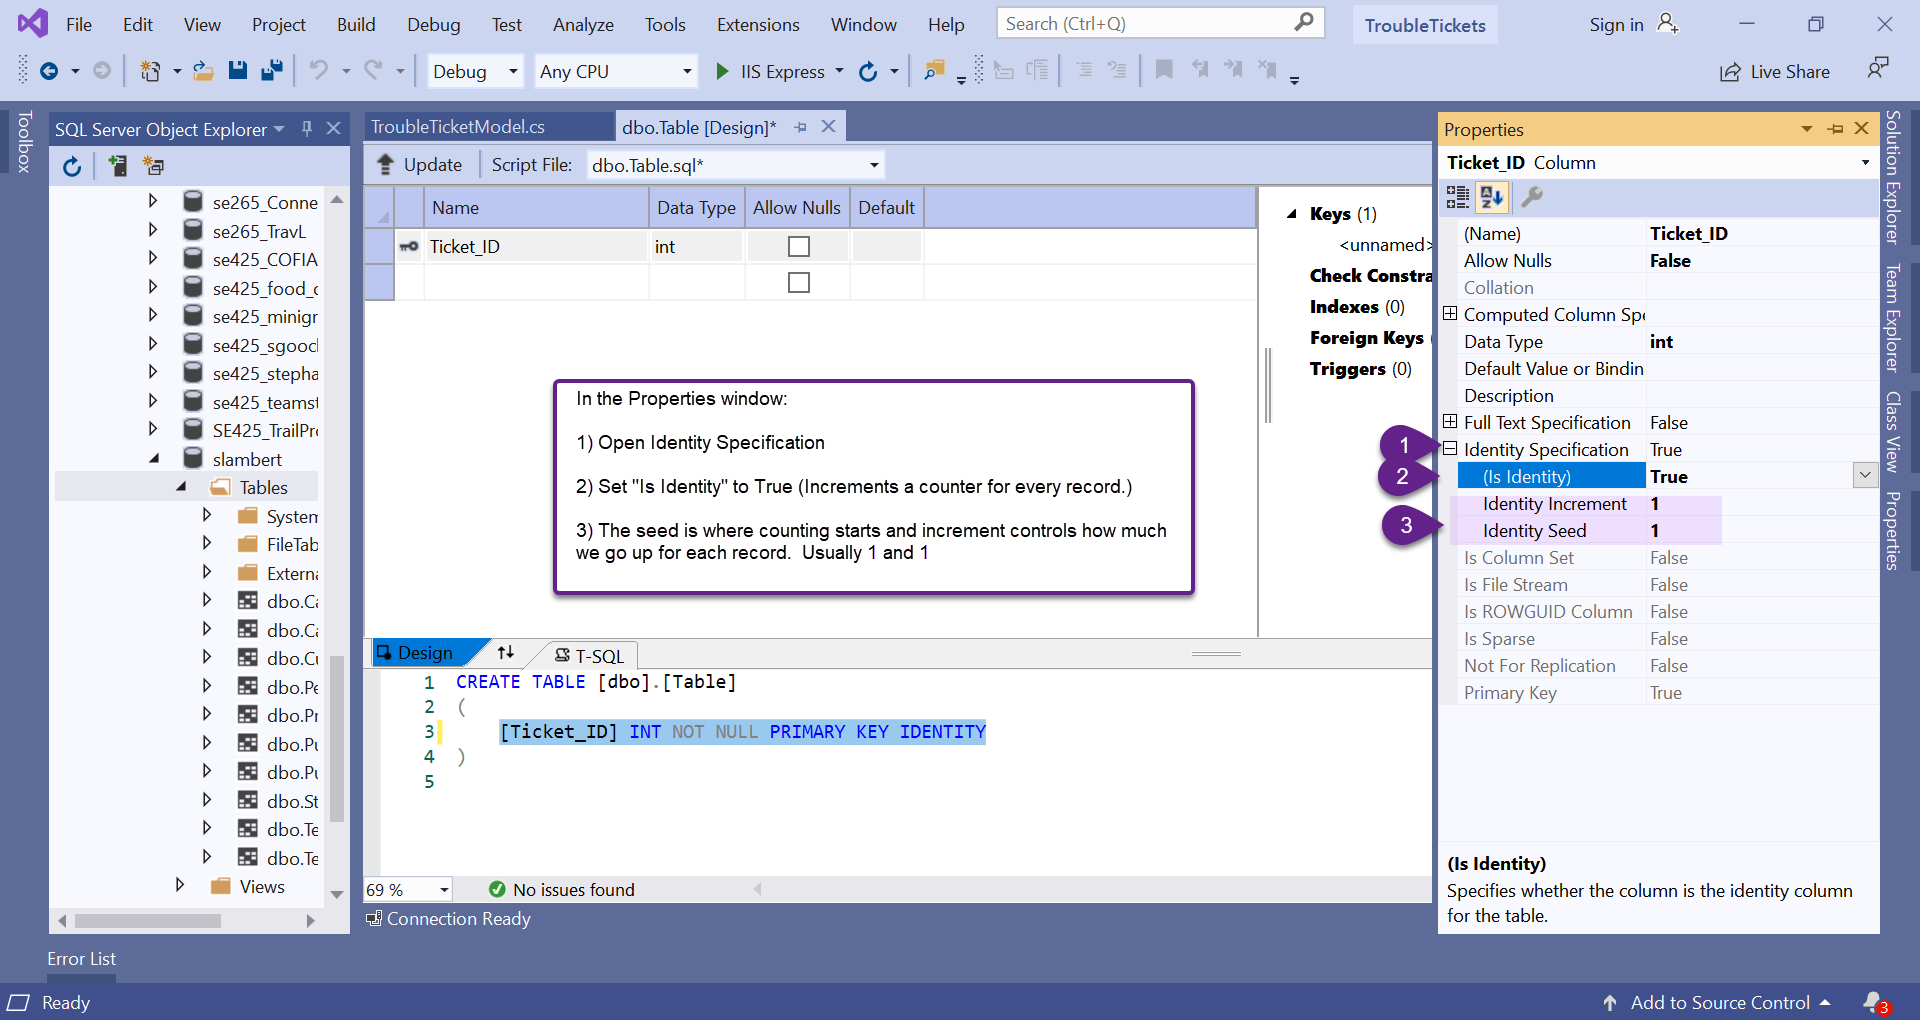 File Edit View Project Build Debug Test Analyze Tools Extensions Window Help Search (Ctrl+Q) TroubleTickets Sign in
Debug Any CPU IIS Express Live Share
Toolbox
SQL Server Object Explorer
se265_Conne
se265_TravL
se425_COFIA
se425_food_c
se425_minigr
se425_sgoocl
se425_stepha
se425_teamst
SE425_TrailPr
slambert
Tables
System
FileTab
Externa
dbo.Ca
dbo.Ca
dbo.Cu
dbo.Pe
dbo.Pr
dbo.Pu
dbo.Pu
dbo.St
dbo.Te
dbo.Te
Views
TroubleTicketModel.cs dbo.Table [Design]*
Update Script File: dbo.Table.sql*
Name Data Type Allow Nulls Default
Ticket_ID int
Keys (1)
<unnamed>
Check Constra
Indexes (0)
Foreign Keys (
Triggers (0)
In the Properties window:
1) Open Identity Specification
2) Set "Is Identity" to True (Increments a counter for every record.)
3) The seed is where counting starts and increment controls how much
we go up for each record. Usually 1 and 1
Design T-SQL
1 CREATE TABLE [dbo].[Table]
2 (
3 [Ticket_ID] INT NOT NULL PRIMARY KEY IDENTITY
4 )
5
69 % No issues found
Connection Ready
Properties
Ticket_ID Column
(Name) Ticket_ID
Allow Nulls False
Collation
Computed Column Spe
Data Type int
Default Value or Bindin
Description
Full Text Specification False
1 Identity Specification True
2 (Is Identity) True
Identity Increment 1
3 Identity Seed 1
Is Column Set False
Is File Stream False
Is ROWGUID Column False
Is Sparse False
Not For Replication False
Primary Key True
(Is Identity)
Specifies whether the column is the identity column
for the table.
Solution Explorer
Team Explorer
Class View
Properties
Error List
Ready Add to Source Control 3